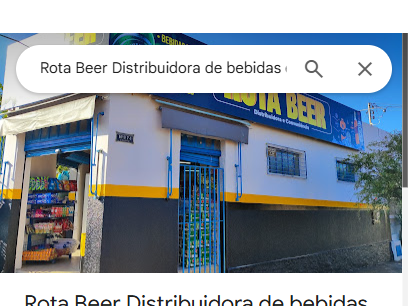 • BEBIDAS
Rota Beer Distribuidora de bebidas
ROTA BEER
Distribuidora e Conveniência
Rota Beer Distribuidora de bebidas